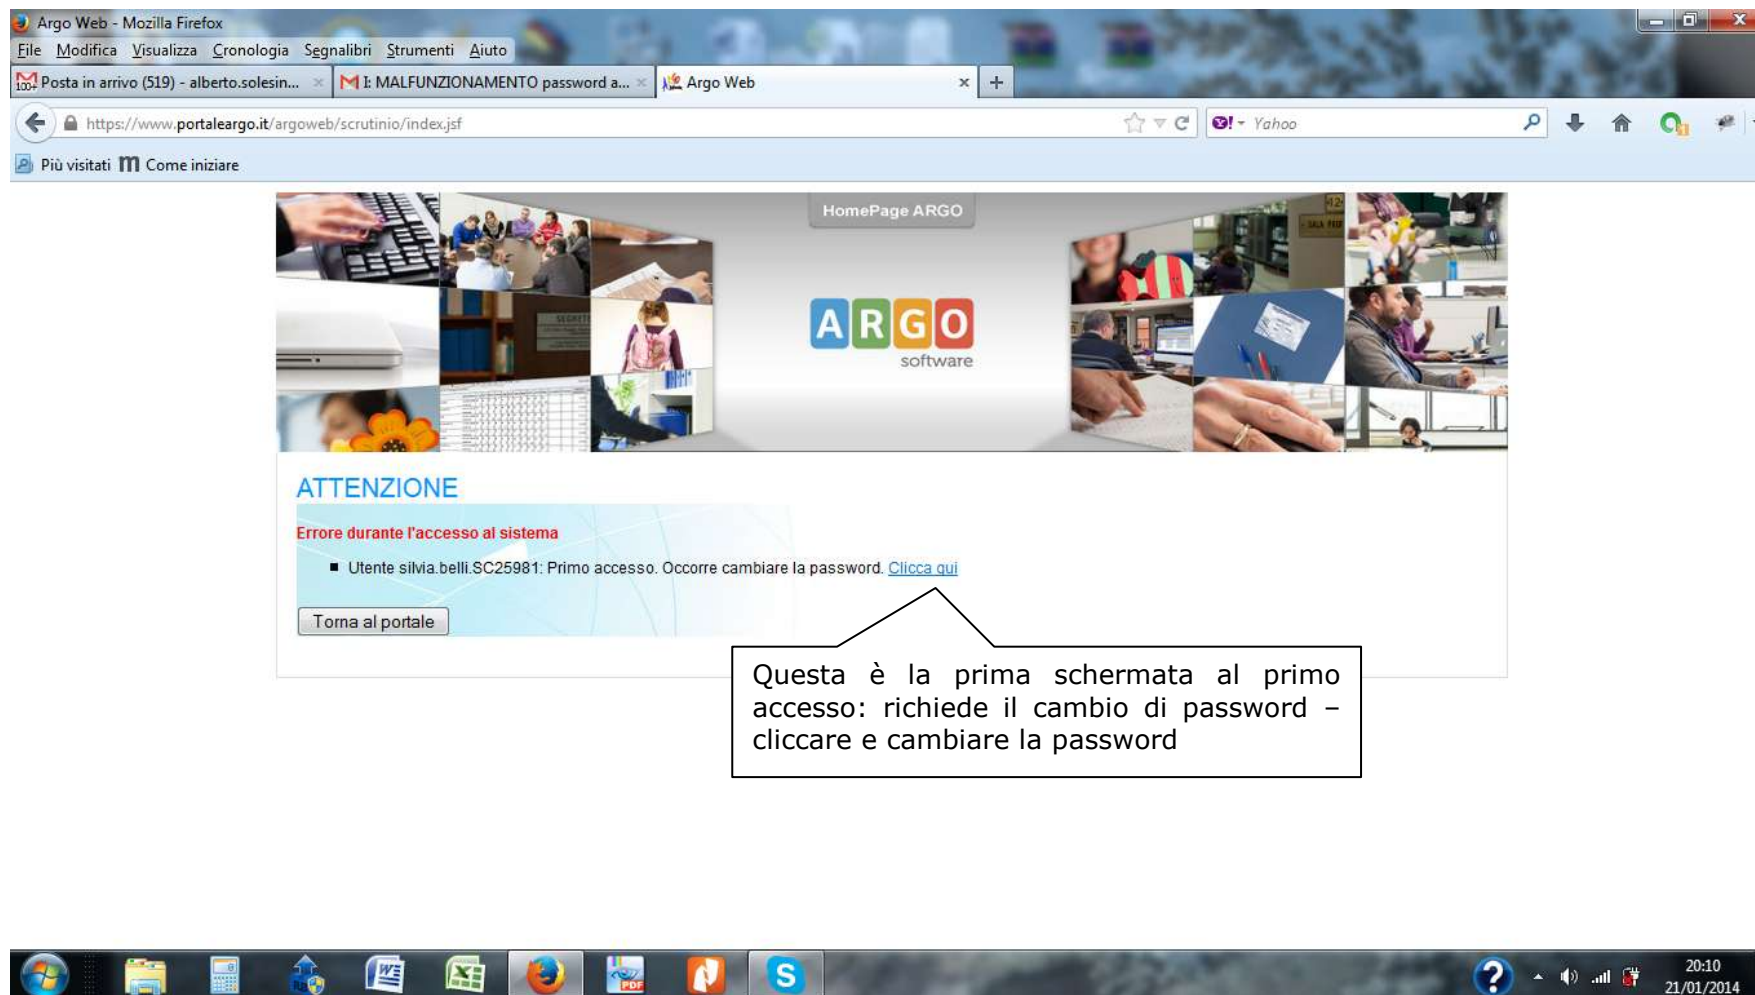 Argo Web - Mozilla Firefox
File Modifica Visualizza Cronologia Segnalibri Strumenti Aiuto
Posta in arrivo (519) - alberto.solesin... × I: MALFUNZIONAMENTO password a... × Argo Web × +
https://www.portaleargo.it/argoweb/scrutinio/index.jsf Yahoo
Più visitati Come iniziare
HomePage ARGO
ARGO
software
ATTENZIONE
Errore durante l'accesso al sistema
Utente silvia.belli.SC25981: Primo accesso. Occorre cambiare la password. Clicca qui
Torna al portale
Questa è la prima schermata al primo
accesso: richiede il cambio di password –
cliccare e cambiare la password
20:10
21/01/2014